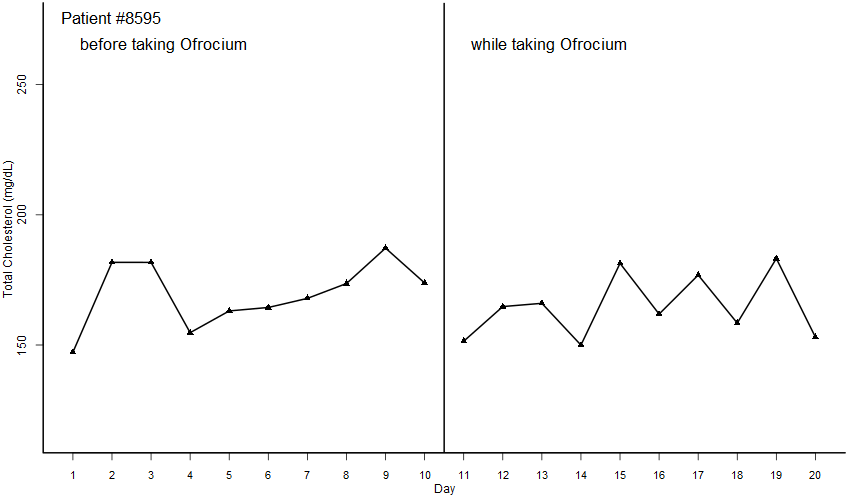 Patient #8595
before taking Ofrocium
while taking Ofrocium
Total Cholesterol (mg/dL)
250
200
150
1 2 3 4 5 6 7 8 9 10 11 12 13 14 15 16 17 18 19 20
Day